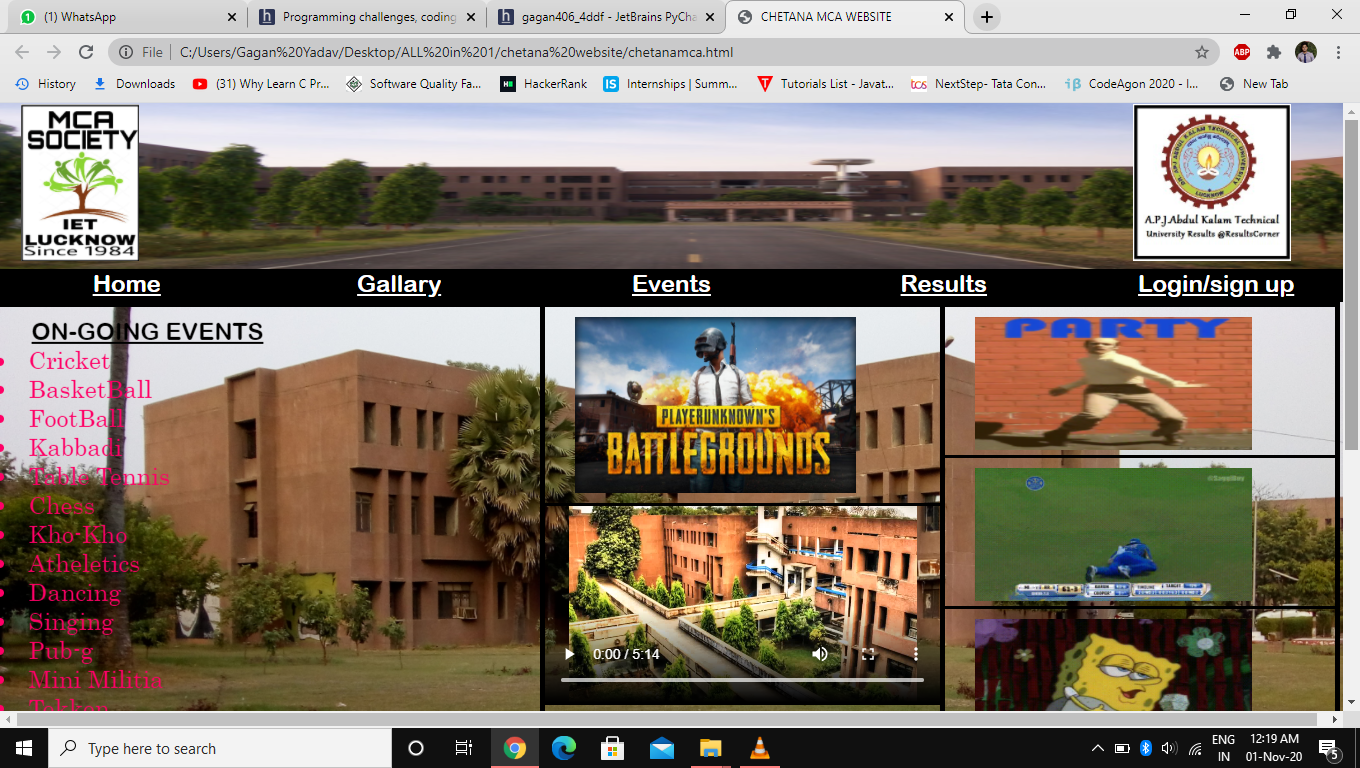 (1) WhatsApp
Programming challenges, coding
gagan406_4ddf - JetBrains PyCha
CHETANA MCA WEBSITE
File
C:/Users/Gagan%20Yadav/Desktop/ALL%20in%201/chetana%20website/chetanamca.html
ABP
History
Downloads
(31) Why Learn C Pr...
Software Quality Fa...
HackerRank
Internships | Summ...
Tutorials List - Javat...
NextStep- Tata Con...
CodeAgon 2020 - I...
New Tab
MCA
SOCIETY
IET
LUCKNOW
Since 1984
A.P.J.Abdul Kalam Technical
University Results @ResultsCorner
Home
Gallary
Events
Results
Login/sign up
ON-GOING EVENTS
Cricket
BasketBall
FootBall
Kabbadi
Table Tennis
Chess
Kho-Kho
Atheletics
Dancing
Singing
Pub-g
Mini Militia
Tekken
PLAYERUNKNOWN'S
BATTLEGROUNDS
0:00 / 5:14
PARTY
Type here to search
ENG
IN
12:19 AM
01-Nov-20
5